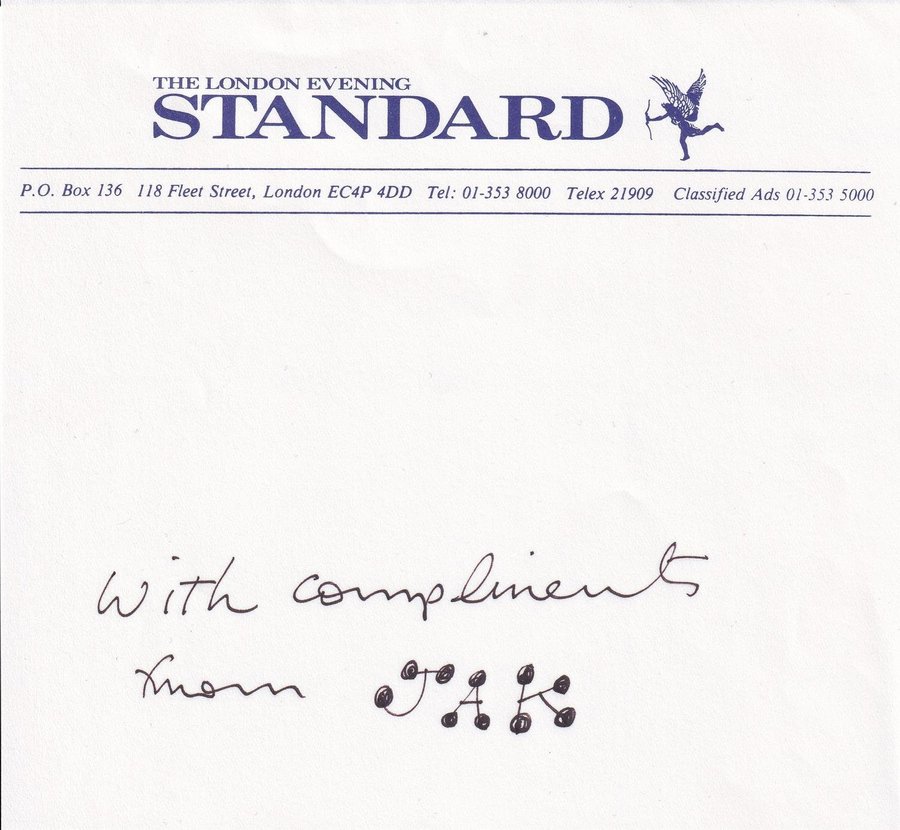 THE LONDON EVENING
STANDARD
P.O. Box 136 118 Fleet Street, London EC4P 4DD Tel: 01-353 8000 Telex 21909 Classified Ads 01-353 5000
With compliments
from JAK